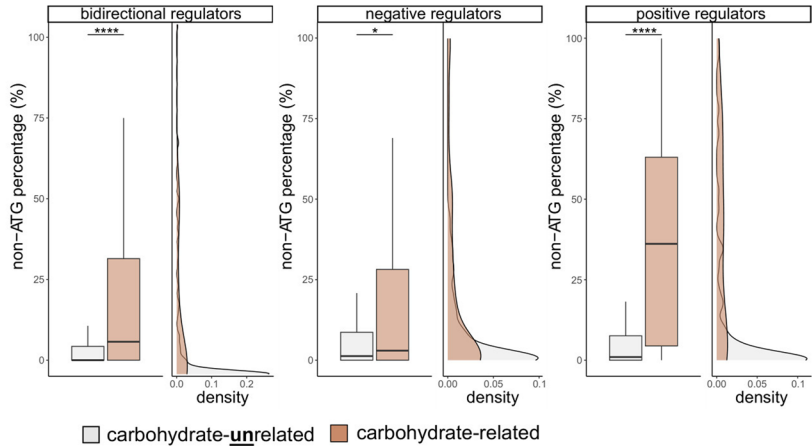 bidirectional regulators
negative regulators
positive regulators
****
*
****
non−ATG percentage (%)
100
75
50
25
0
0.0
0.1
0.2
density
non−ATG percentage (%)
100
75
50
25
0
0.00
0.05
0.1
density
non−ATG percentage (%)
100
75
50
25
0
0.00
0.05
0.10
density
carbohydrate-unrelated
carbohydrate-related